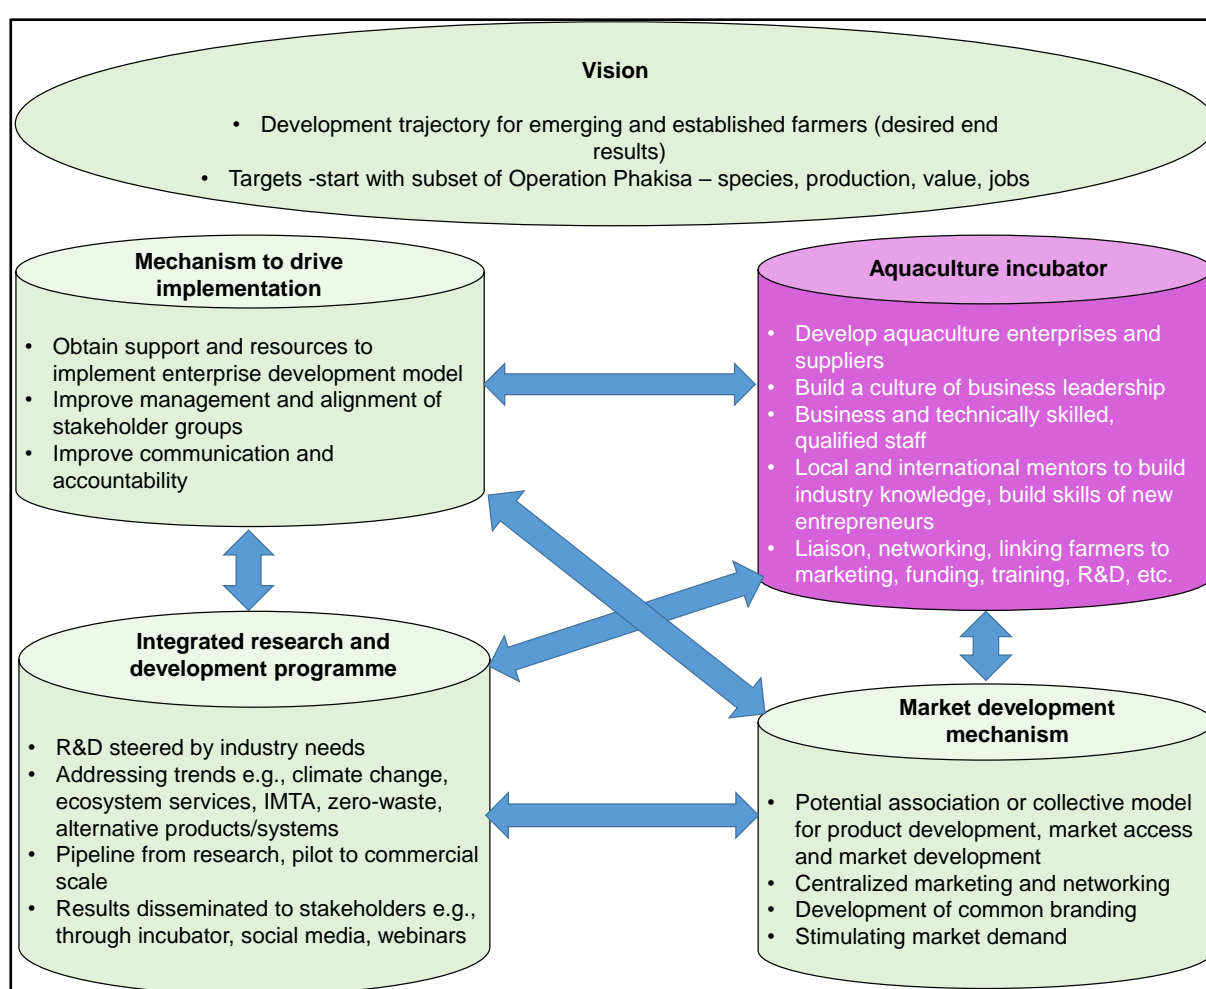 Vision
• Development trajectory for emerging and established farmers (desired end
results)
• Targets -start with subset of Operation Phakisa – species, production, value, jobs
Mechanism to drive
implementation
• Obtain support and resources to
implement enterprise development model
• Improve management and alignment of
stakeholder groups
• Improve communication and
accountability
Aquaculture incubator
• Develop aquaculture enterprises and
suppliers
• Build a culture of business leadership
• Business and technically skilled,
qualified staff
• Local and international mentors to build
industry knowledge, build skills of new
entrepreneurs
• Liaison, networking, linking farmers to
marketing, funding, training, R&D, etc.
Integrated research and
development programme
• R&D steered by industry needs
• Addressing trends e.g., climate change,
ecosystem services, IMTA, zero-waste,
alternative products/systems
• Pipeline from research, pilot to commercial
scale
• Results disseminated to stakeholders e.g.,
through incubator, social media, webinars
Market development
mechanism
• Potential association or collective model
for product development, market access
and market development
• Centralized marketing and networking
• Development of common branding
• Stimulating market demand